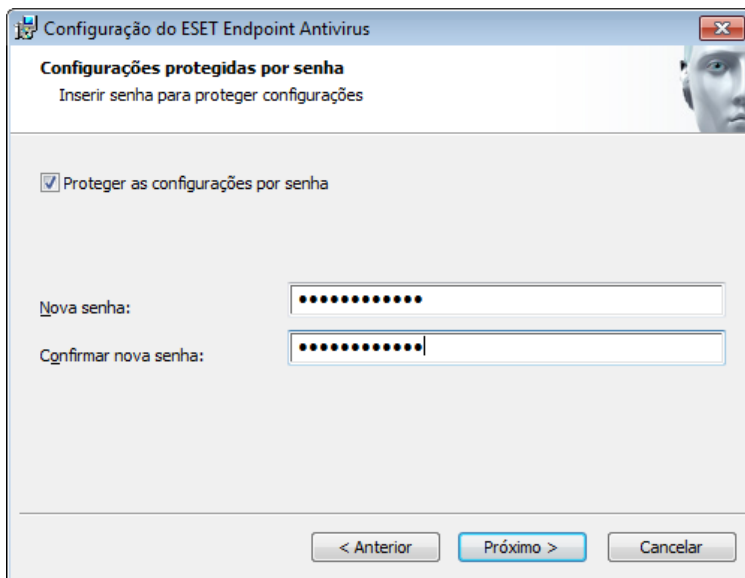 Configuração do ESET Endpoint Antivirus
Configurações protegidas por senha
Inserir senha para proteger configurações
Proteger as configurações por senha
Nova senha: ••••••••••••
Confirmar nova senha: ••••••••••••
< Anterior Próximo > Cancelar